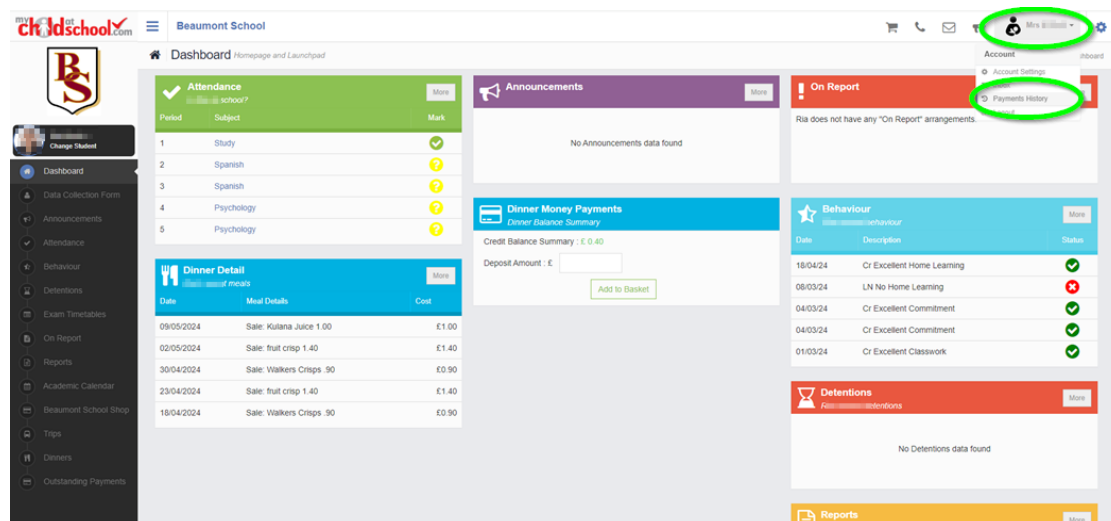 my child at school.com
Beaumont School
Mrs
Account
Account Settings
Payments History
Dashboard Homepage and Launchpad
BS
Change Student
Dashboard
Data Collection Form
Announcements
Attendance
Behaviour
Detentions
Exam Timetables
On Report
Reports
Academic Calendar
Beaumont School Shop
Trips
Dinners
Outstanding Payments
Attendance
school?
More
Period Subject Mark
1 Study
2 Spanish
3 Spanish
4 Psychology
5 Psychology
Dinner Detail
meals
More
Date Meal Details Cost
09/05/2024 Sale: Kulana Juice 1.00 £1.00
02/05/2024 Sale: fruit crisp 1.40 £1.40
30/04/2024 Sale: Walkers Crisps .90 £0.90
23/04/2024 Sale: fruit crisp 1.40 £1.40
18/04/2024 Sale: Walkers Crisps .90 £0.90
Announcements
More
No Announcements data found
Dinner Money Payments
Dinner Balance Summary
Credit Balance Summary : £ 0.40
Deposit Amount : £
Add to Basket
On Report
Ria does not have any "On Report" arrangements.
Behaviour
behaviour
More
Date Description Status
18/04/24 Cr Excellent Home Learning
08/03/24 LN No Home Learning
04/03/24 Cr Excellent Commitment
04/03/24 Cr Excellent Commitment
01/03/24 Cr Excellent Classwork
Detentions
detentions
More
No Detentions data found
Reports
More